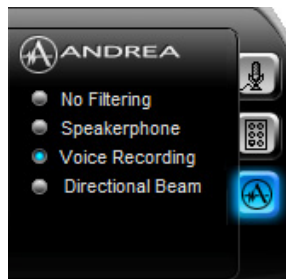 ANDREA
No Filtering
Speakerphone
Voice Recording
Directional Beam